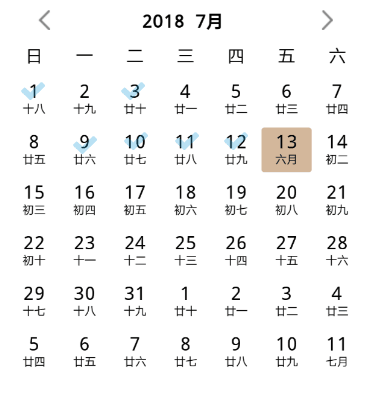 2018 7月
日 一 二 三 四 五 六
1 2 3 4 5 6 7
十八 十九 廿十 廿一 廿二 廿三 廿四
8 9 10 11 12 13 14
廿五 廿六 廿七 廿八 廿九 六月 初二
15 16 17 18 19 20 21
初三 初四 初五 初六 初七 初八 初九
22 23 24 25 26 27 28
初十 十一 十二 十三 十四 十五 十六
29 30 31 1 2 3 4
十七 十八 十九 廿十 廿一 廿二 廿三
5 6 7 8 9 10 11
廿四 廿五 廿六 廿七 廿八 廿九 七月